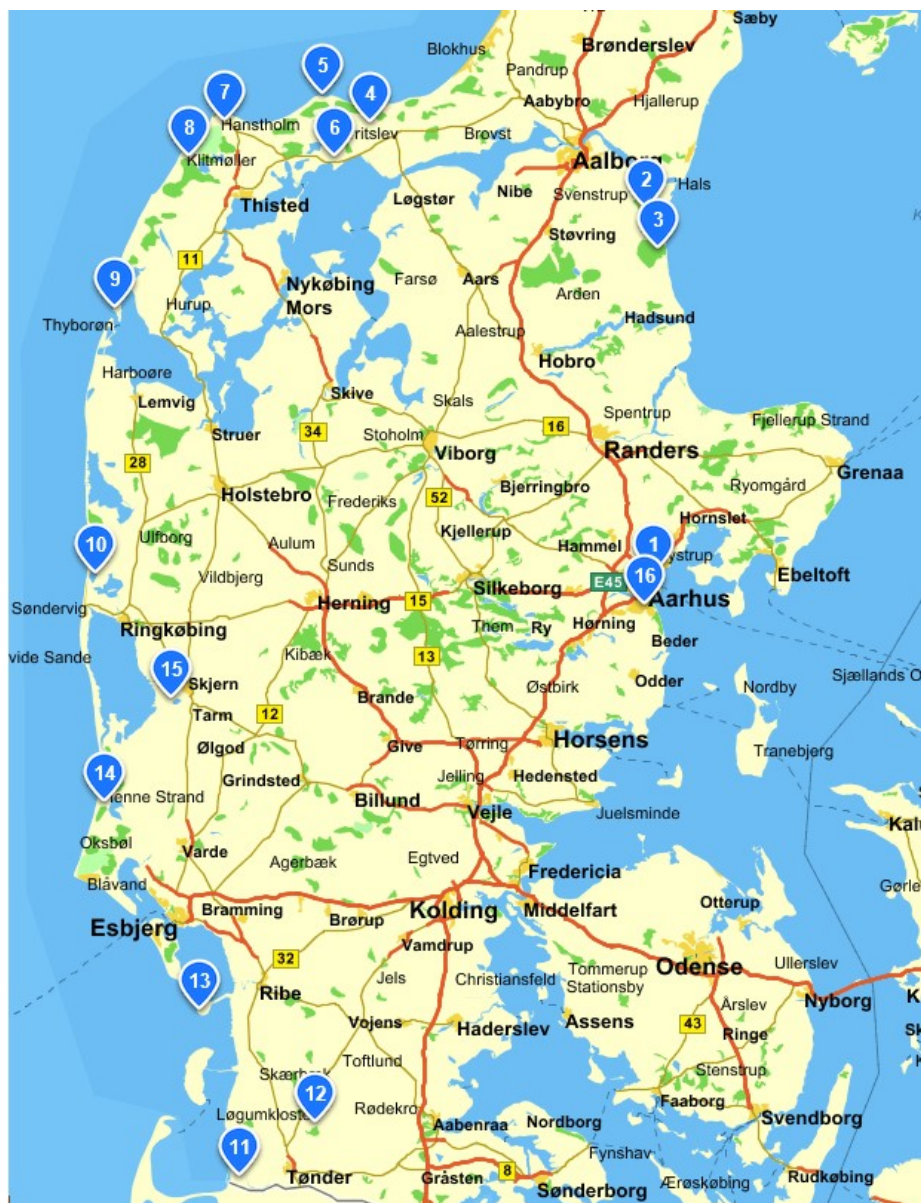 Sæby
Blokhus
Brønderslev
5
Pandrup
7
4
Aabybro
Hjallerup
8
Hanstholm
6
Brovst
Klitmøller
Aalborg
2
Hals
Thisted
Løgstør
Nibe
Svenstrup
3
Støvring
11
9
Nykøbing
Mors
Farsø
Aars
Arden
Hurup
Hadsund
Thyborøn
Aalestrup
Hobro
Harboøre
Lemvig
Skive
Skals
Spentrup
Fjellerup Strand
Struer
34
Stoholm
16
Viborg
Randers
28
Grenaa
Holstebro
Frederiks
52
Bjerringbro
Ryomgård
Kjellerup
Hornslet
10
Ulfborg
Aulum
Hammel
1
Vildbjerg
Sunds
16
Ebeltoft
Søndervig
Herning
15
Silkeborg
E45
Aarhus
Ringkøbing
Them
Ry
Hørning
Beder
Kibæk
13
15
Skjern
Østbirk
Odder
Nordby
Brande
Tarm
12
Ølgod
Give
Tørring
Horsens
Tranebjerg
14
Grindsted
Jelling
Hedensted
Billund
Vejle
Juelsminde
Oksbøl
Varde
Agerbæk
Egtved
Fredericia
Blåvand
Otterup
Esbjerg
Bramming
Brørup
Kolding
Middelfart
Vamdrup
32
Odense
Ullerslev
13
Ribe
Jels
Christiansfeld
Tommerup
Stationsby
Nyborg
Årslev
Vojens
Haderslev
Assens
43
Ringe
Toftlund
12
Stenstrup
Rødekro
Faaborg
Aabenraa
Nordborg
Svendborg
11
Fynshav
Tønder
Gråsten
8
Sønderborg
Ærøskøbing
Rudkøbing